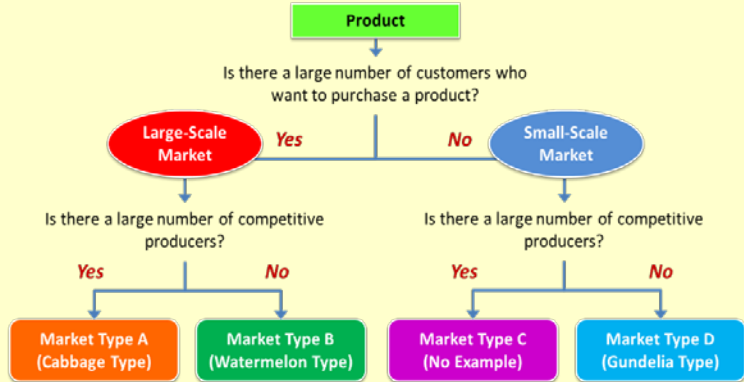 Product
Is there a large number of customers who
want to purchase a product?
Large-Scale
Market
Yes
No
Small-Scale
Market
Is there a large number of competitive
producers?
Is there a large number of competitive
producers?
Yes
No
Yes
No
Market Type A
(Cabbage Type)
Market Type B
(Watermelon Type)
Market Type C
(No Example)
Market Type D
(Gundelia Type)